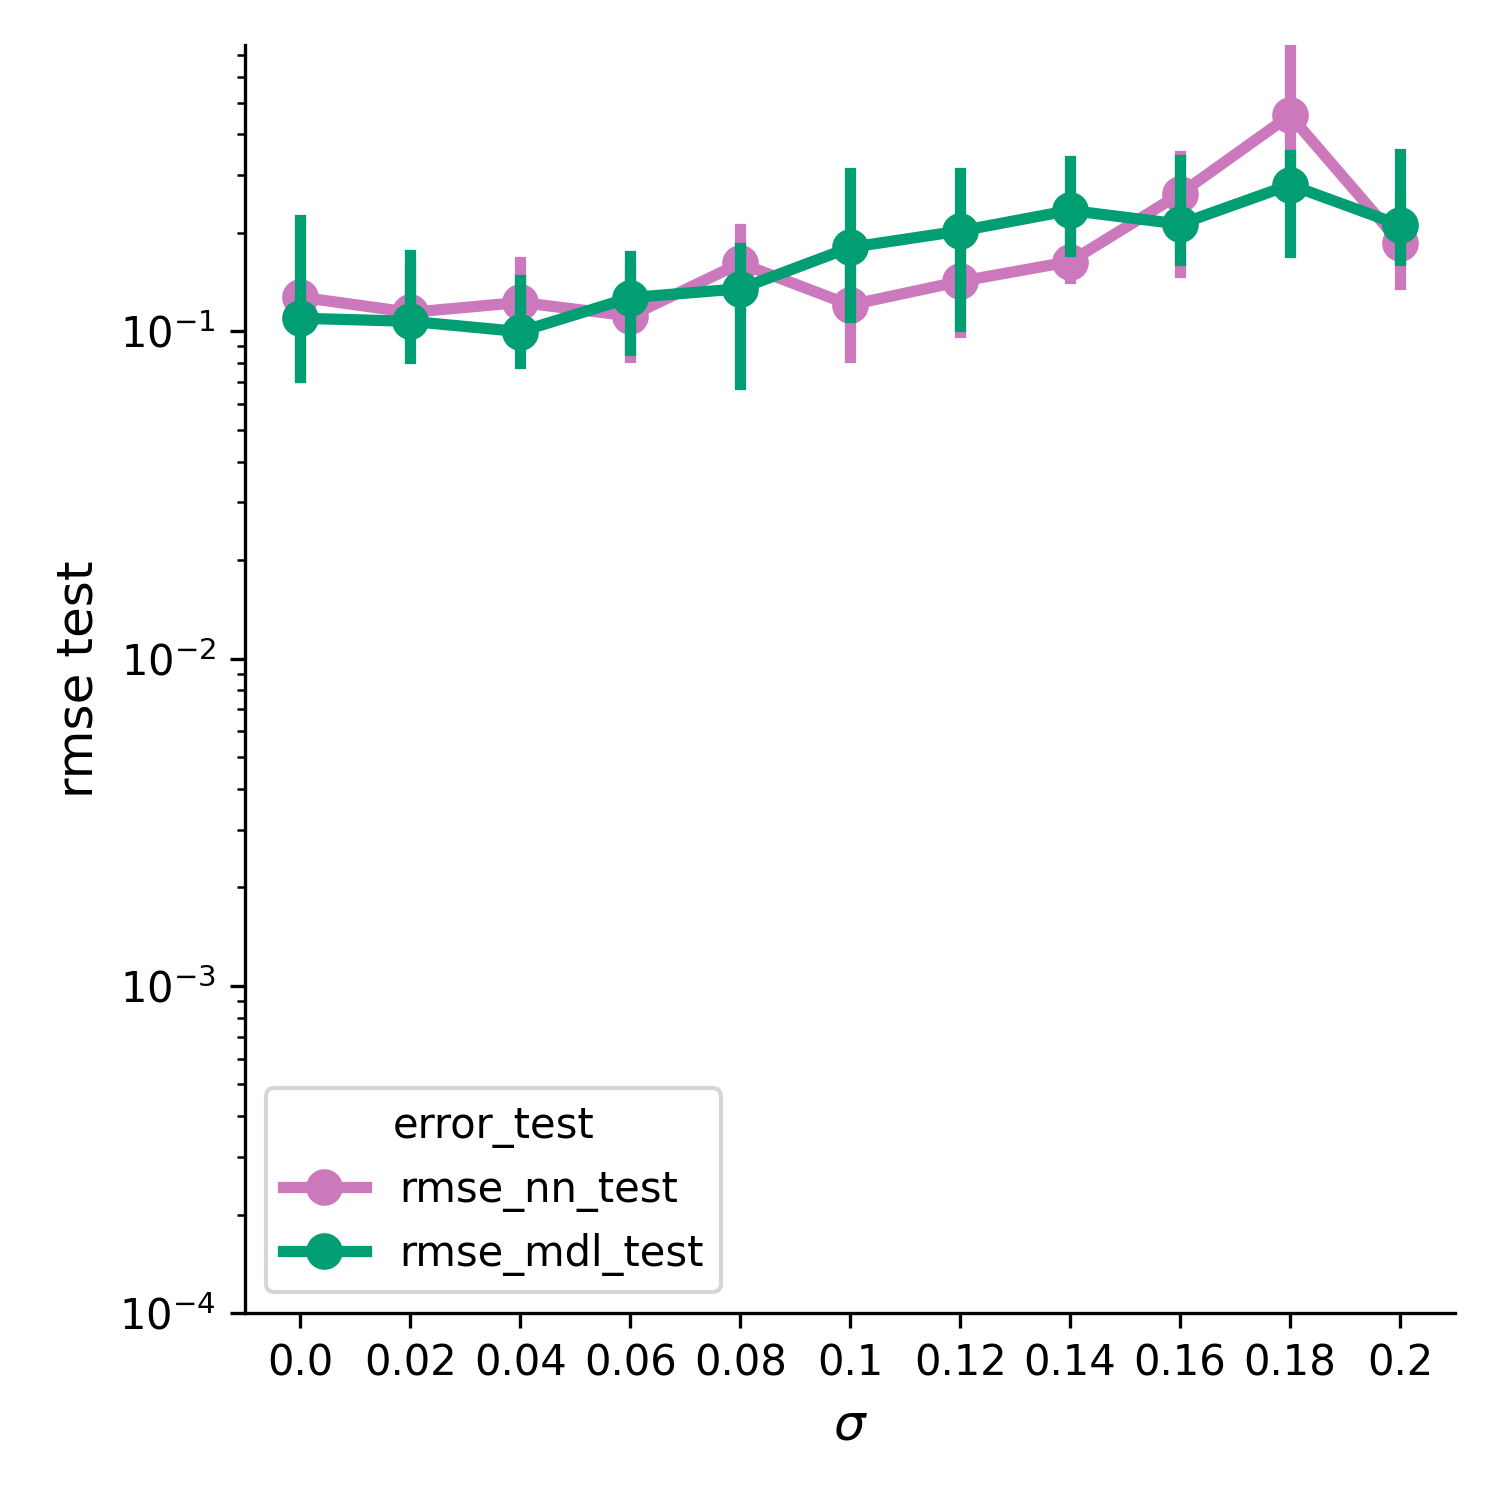 rmse test
10⁻¹
10⁻²
10⁻³
10⁻⁴
error_test
rmse_nn_test
rmse_mdl_test
0.0 0.02 0.04 0.06 0.08 0.1 0.12 0.14 0.16 0.18 0.2
σ